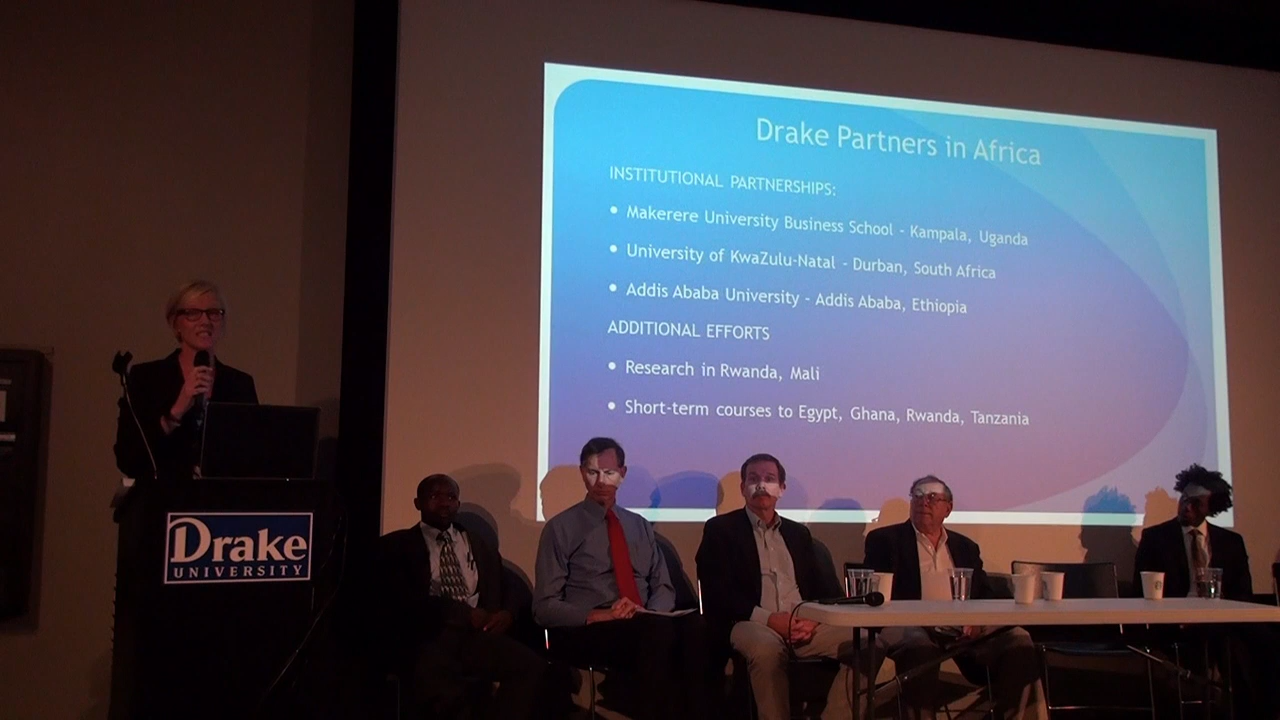 Drake Partners in Africa
INSTITUTIONAL PARTNERSHIPS:
• Makerere University Business School - Kampala, Uganda
• University of KwaZulu-Natal - Durban, South Africa
• Addis Ababa University - Addis Ababa, Ethiopia
ADDITIONAL EFFORTS
• Research in Rwanda, Mali
• Short-term courses to Egypt, Ghana, Rwanda, Tanzania
Drake
UNIVERSITY